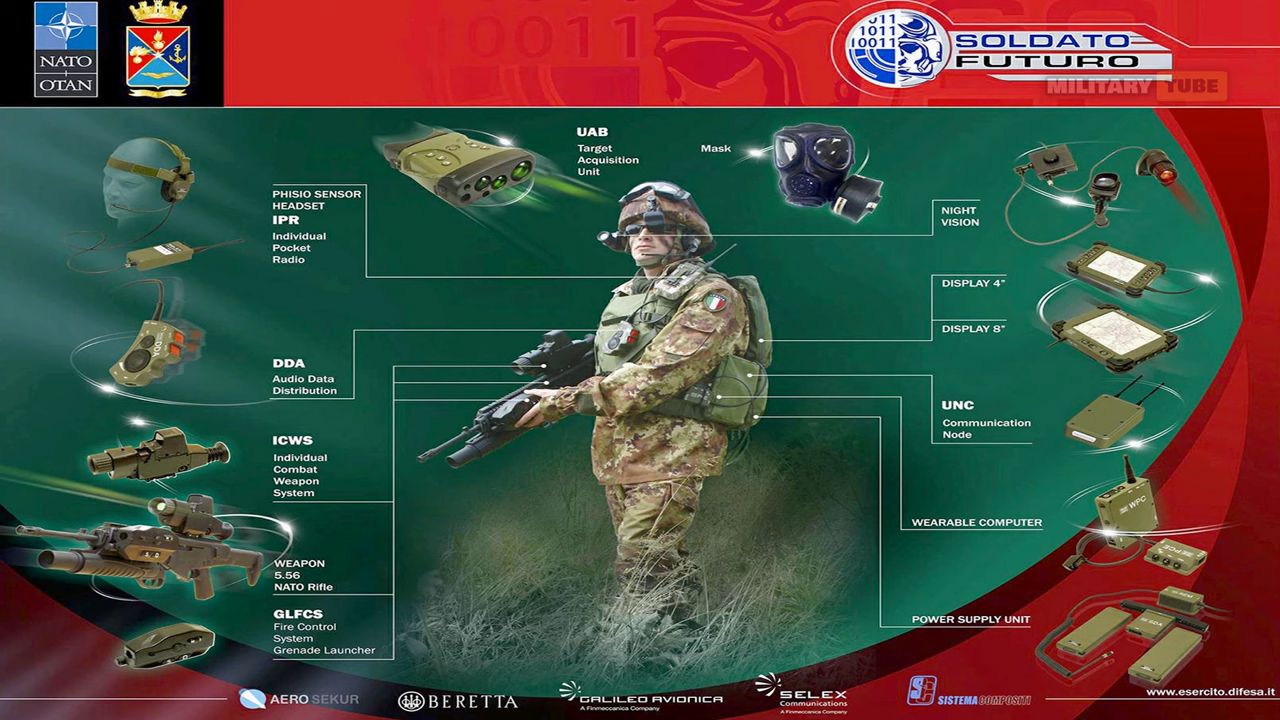 NATO
OTAN
10011
011
1011
10011
SOLDATO
FUTURO
MILITARY TUBE
UAB
Target
Acquisition
Unit
Mask
PHISIO SENSOR
HEADSET
IPR
Individual
Pocket
Radio
NIGHT
VISION
DISPLAY 4"
DISPLAY 8"
DDA
DDA
Audio Data
Distribution
UNC
Communication
Node
ICWS
Individual
Combat
Weapon
System
WEARABLE COMPUTER
WPC
WEAPON
5.56
NATO Rifle
GLFCS
Fire Control
System
Grenade Launcher
POWER SUPPLY UNIT
AERO SEKUR
BERETTA
GALILEO AVIONICA
A Finmeccanica Company
SELEX
Communications
A Finmeccanica Company
SISTEMA COMPOSITI
www.esercito.difesa.it